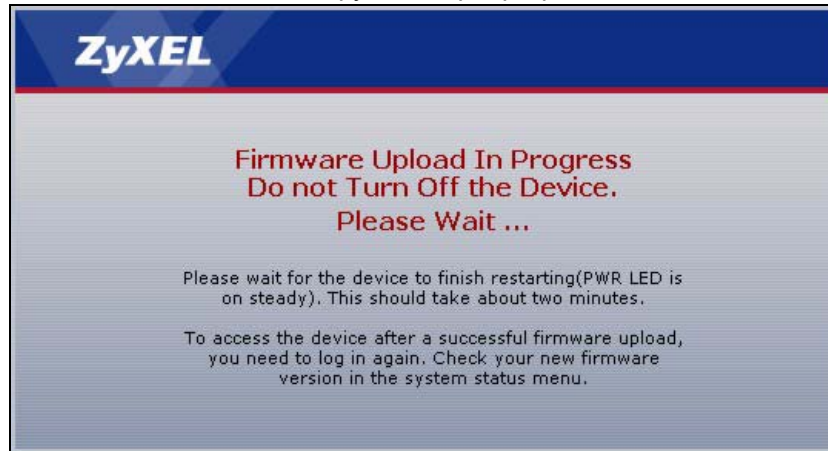 ZyXEL
Firmware Upload In Progress
Do not Turn Off the Device.
Please Wait ...
Please wait for the device to finish restarting(PWR LED is
on steady). This should take about two minutes.
To access the device after a successful firmware upload,
you need to log in again. Check your new firmware
version in the system status menu.